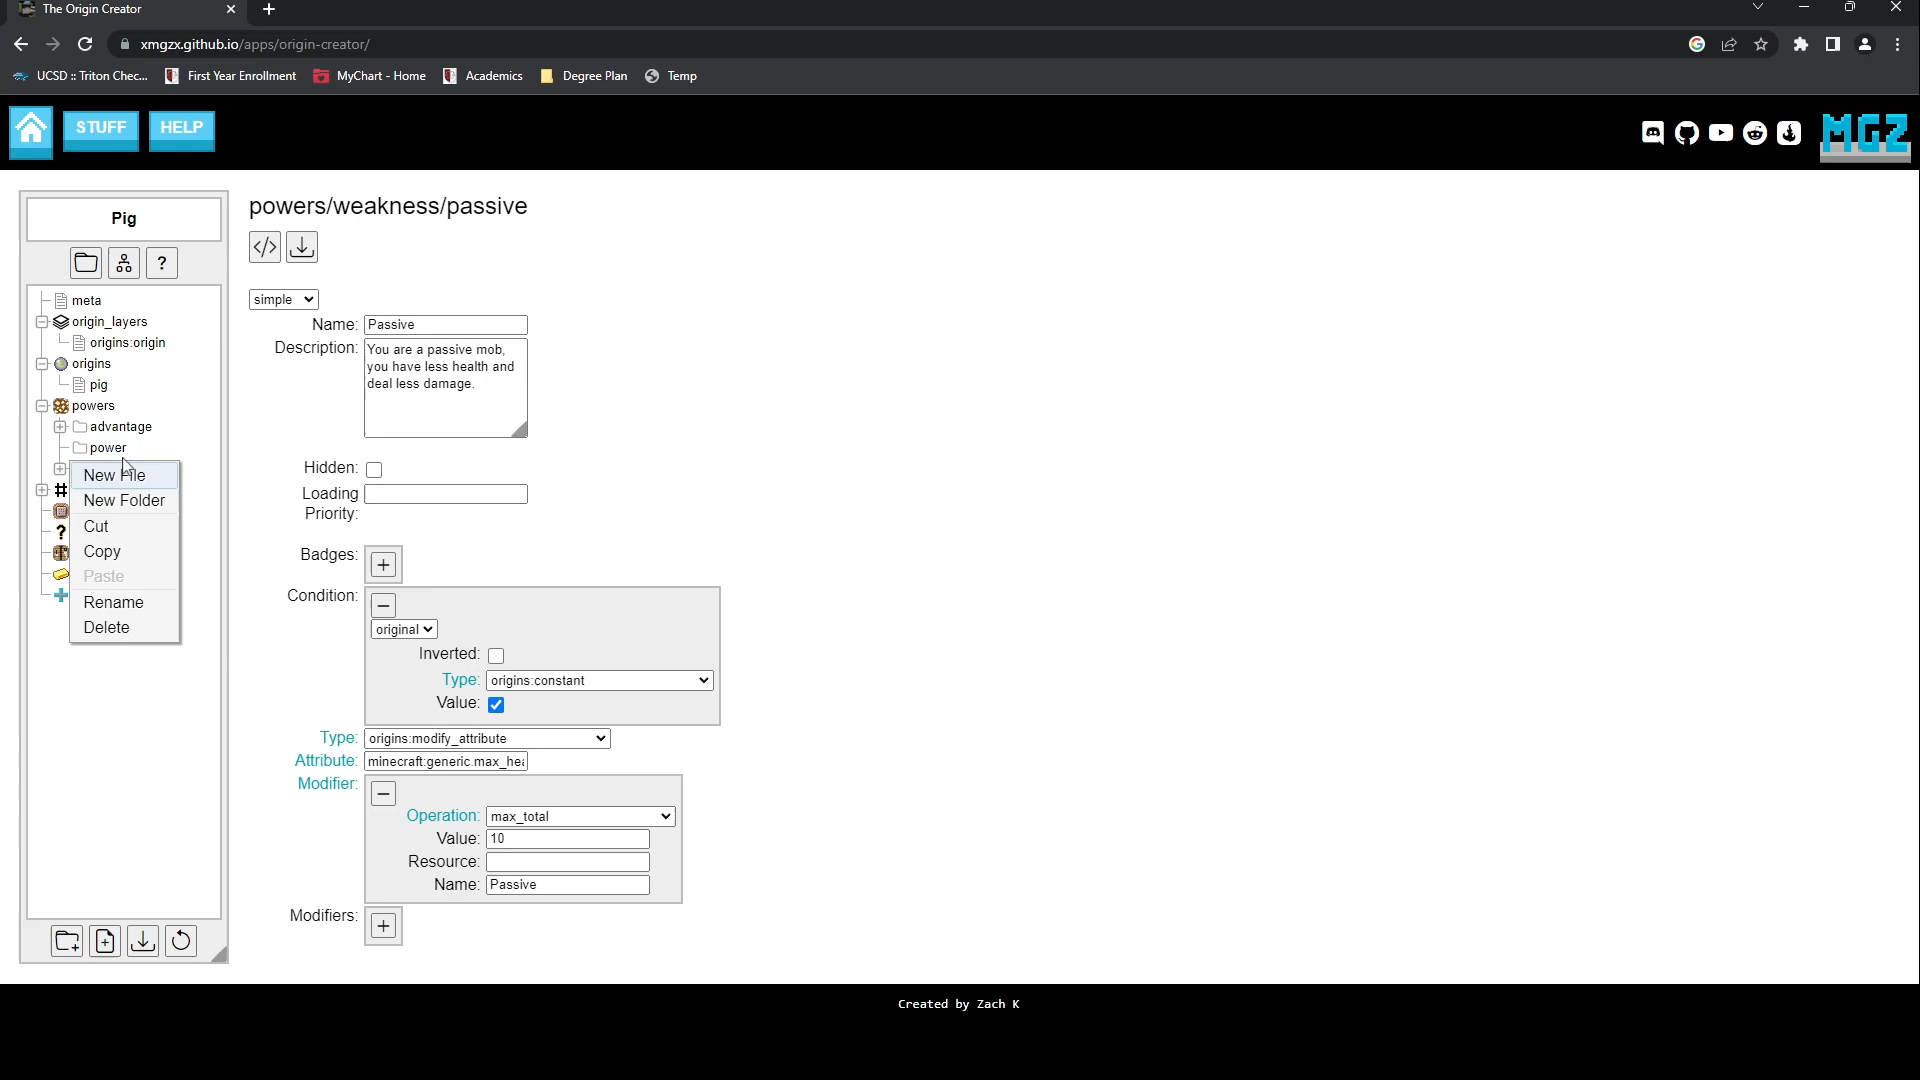 The Origin Creator
xmgzx.github.io/apps/origin-creator/
UCSD :: Triton Chec...
First Year Enrollment
MyChart - Home
Academics
Degree Plan
Temp
STUFF
HELP
MGZ
Pig
?
meta
origin_layers
origins:origin
origins
pig
powers
advantage
power
New File
New Folder
Cut
Copy
Paste
Rename
Delete
powers/weakness/passive
</>
simple
Name: Passive
Description: You are a passive mob,
you have less health and
deal less damage.
Hidden:
Loading
Priority:
Badges: +
Condition: −
original
Inverted:
Type: origins:constant
Value:
Type: origins:modify_attribute
Attribute: minecraft:generic.max_hea
Modifier: −
Operation: max_total
Value: 10
Resource:
Name: Passive
Modifiers: +
Created by Zach K